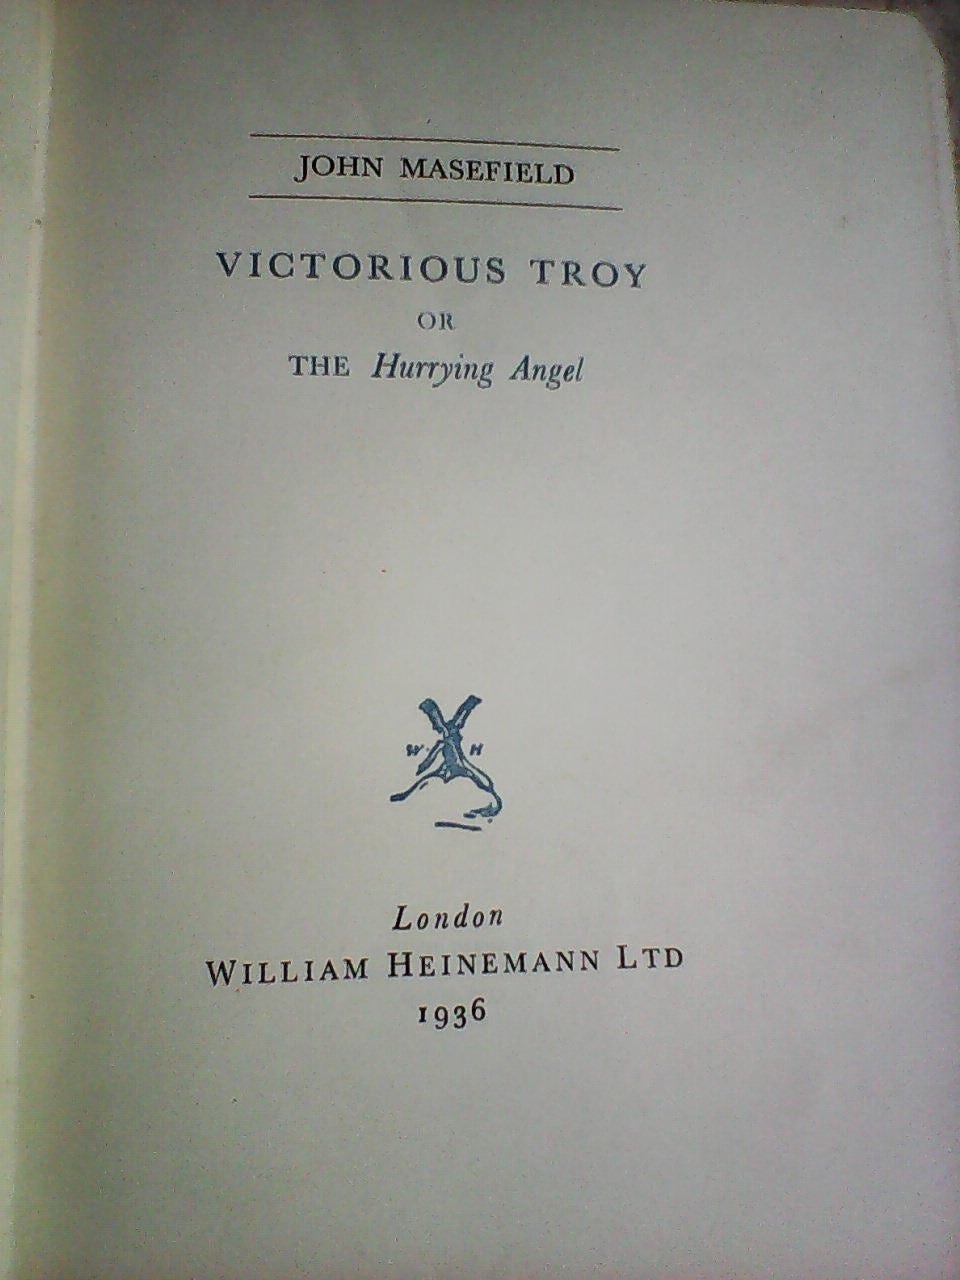 JOHN MASEFIELD
VICTORIOUS TROY
OR
THE Hurrying Angel
W H
London
WILLIAM HEINEMANN LTD
1936